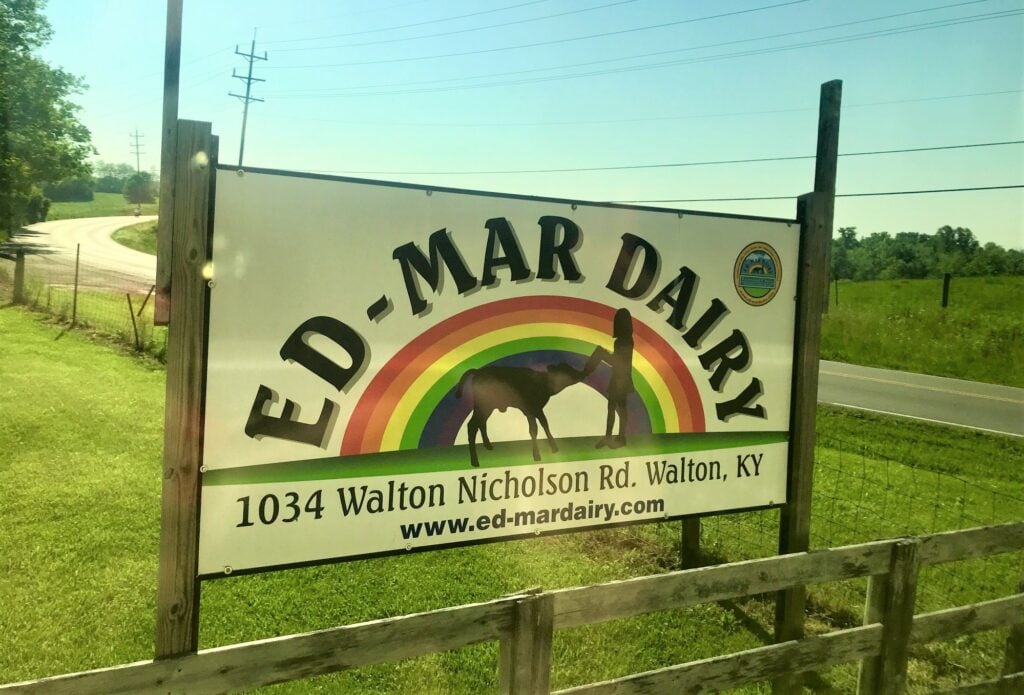 ED-MAR DAIRY
1034 Walton Nicholson Rd. Walton, KY
www.ed-mardairy.com